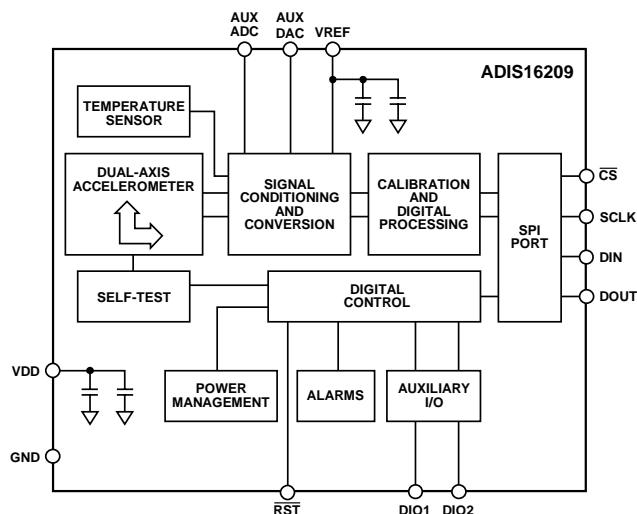 AUX
ADC
AUX
DAC
VREF
ADIS16209
TEMPERATURE
SENSOR
DUAL-AXIS
ACCELEROMETER
SIGNAL
CONDITIONING
AND
CONVERSION
CALIBRATION
AND
DIGITAL
PROCESSING
SPI
PORT
CS
SCLK
DIN
DOUT
SELF-TEST
DIGITAL
CONTROL
VDD
POWER
MANAGEMENT
ALARMS
AUXILIARY
I/O
GND
RST
DIO1
DIO2